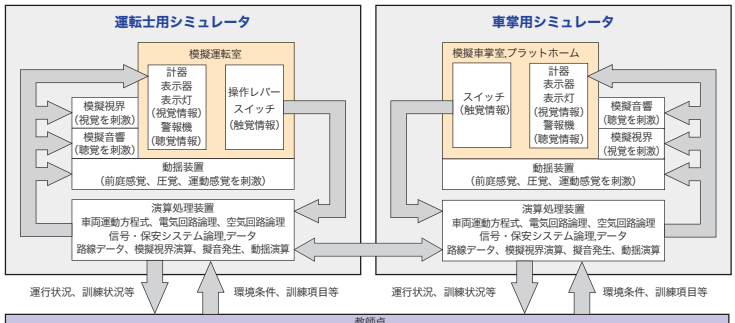 運転士用シミュレータ
模擬運転室
計器
表示器
表示灯
(視覚情報)
警報機
(聴覚情報)
操作レバー
スイッチ
(触覚情報)
模擬視界
(視覚を刺激)
模擬音響
(聴覚を刺激)
動揺装置
(前庭感覚、圧覚、運動感覚を刺激)
演算処理装置
車両運動方程式、電気回路論理、空気回路論理
信号・保安システム論理,データ
路線データ、模擬視界演算、擬音発生、動揺演算
運行状況、訓練状況等
環境条件、訓練項目等
車掌用シミュレータ
模擬車掌室,プラットホーム
スイッチ
(触覚情報)
計器
表示器
表示灯
(視覚情報)
警報機
(聴覚情報)
模擬音響
(聴覚を刺激)
模擬視界
(視覚を刺激)
動揺装置
(前庭感覚、圧覚、運動感覚を刺激)
演算処理装置
車両運動方程式、電気回路論理、空気回路論理
信号・保安システム論理,データ
路線データ、模擬視界演算、擬音発生、動揺演算
運行状況、訓練状況等
環境条件、訓練項目等